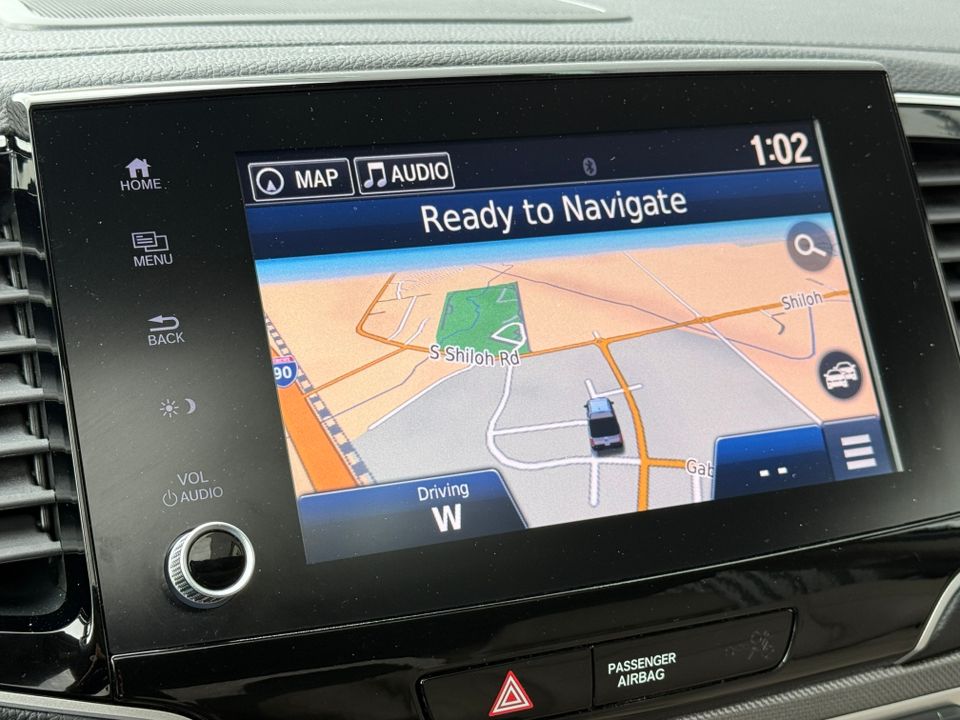 HOME
MENU
BACK
VOL
AUDIO
MAP
AUDIO
1:02
Ready to Navigate
Shiloh
S Shiloh Rd
90
Gab
Driving
W
--
PASSENGER
AIRBAG